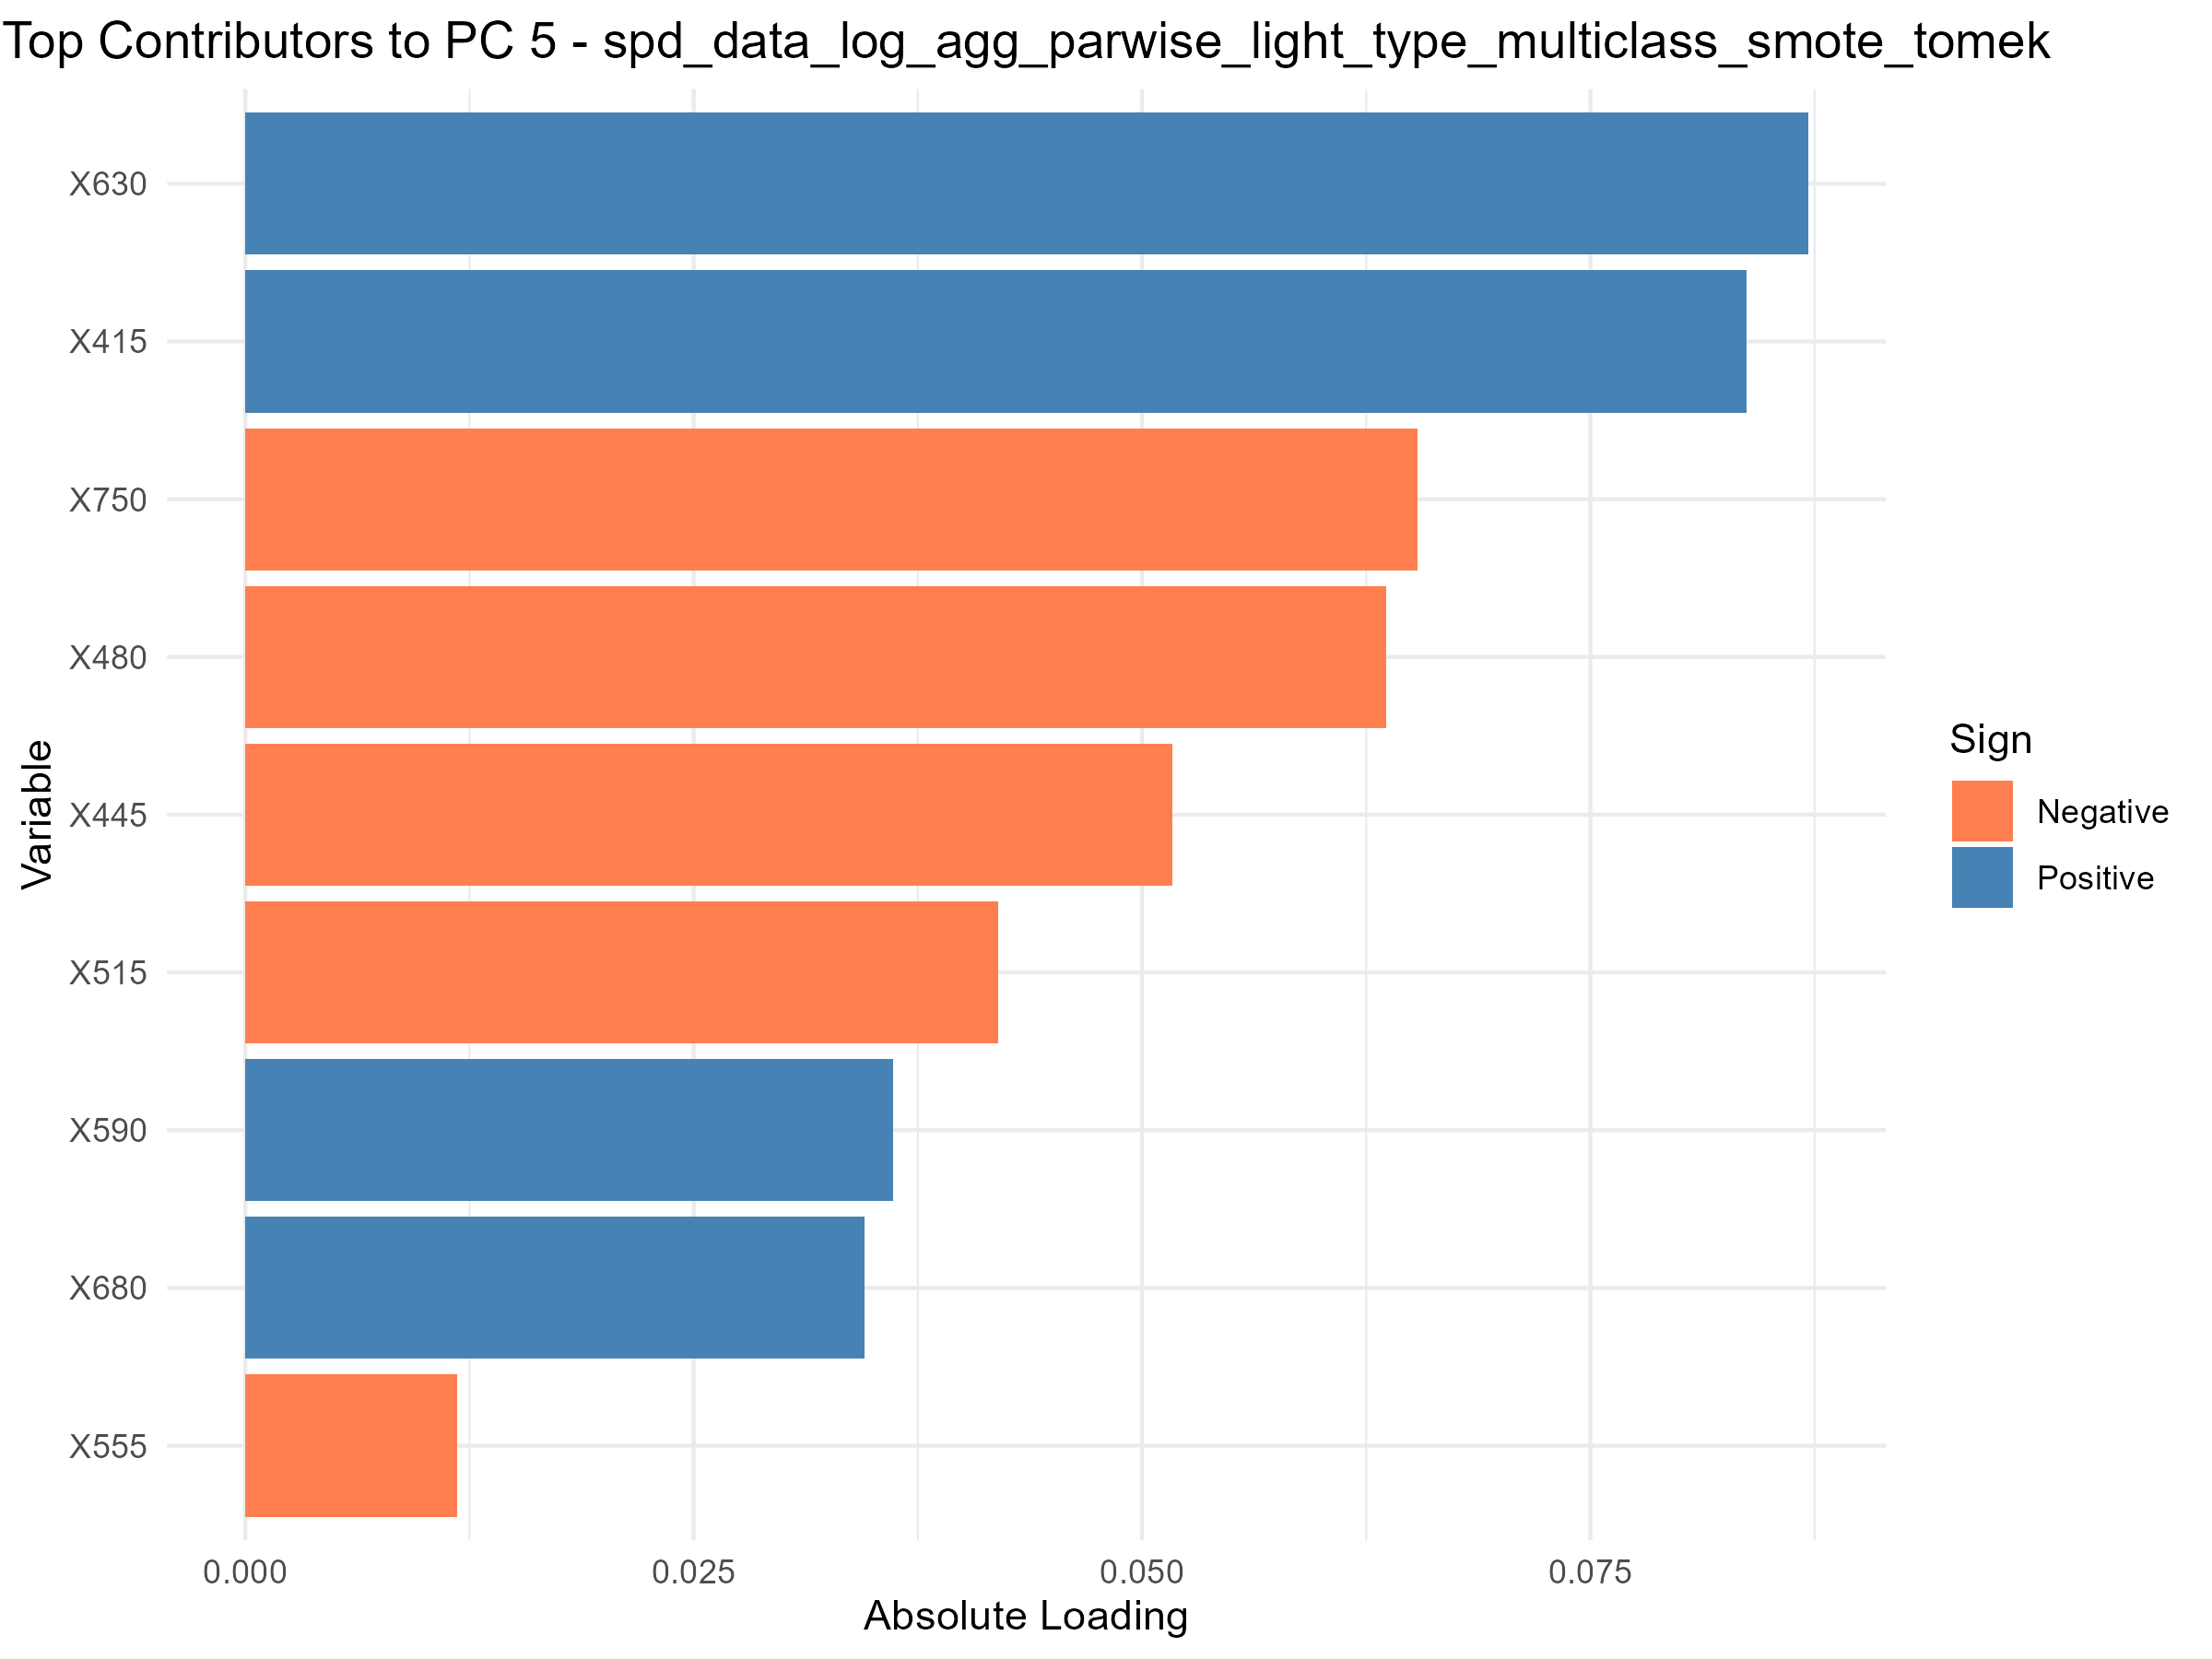 Top Contributors to PC 5 - spd_data_log_agg_parwise_light_type_multiclass_smote_tomek
Variable
X630
X415
X750
X480
X445
X515
X590
X680
X555
0.000 0.025 0.050 0.075
Absolute Loading
Sign
Negative
Positive